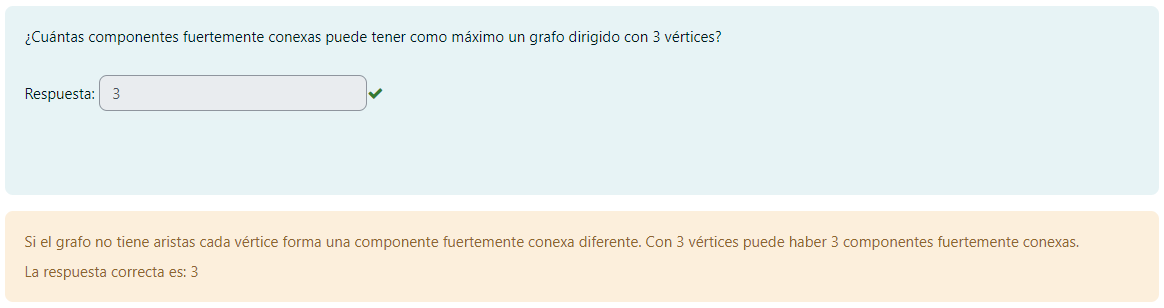 ¿Cuántas componentes fuertemente conexas puede tener como máximo un grafo dirigido con 3 vértices?
Respuesta: 3
Si el grafo no tiene aristas cada vértice forma una componente fuertemente conexa diferente. Con 3 vértices puede haber 3 componentes fuertemente conexas.
La respuesta correcta es: 3